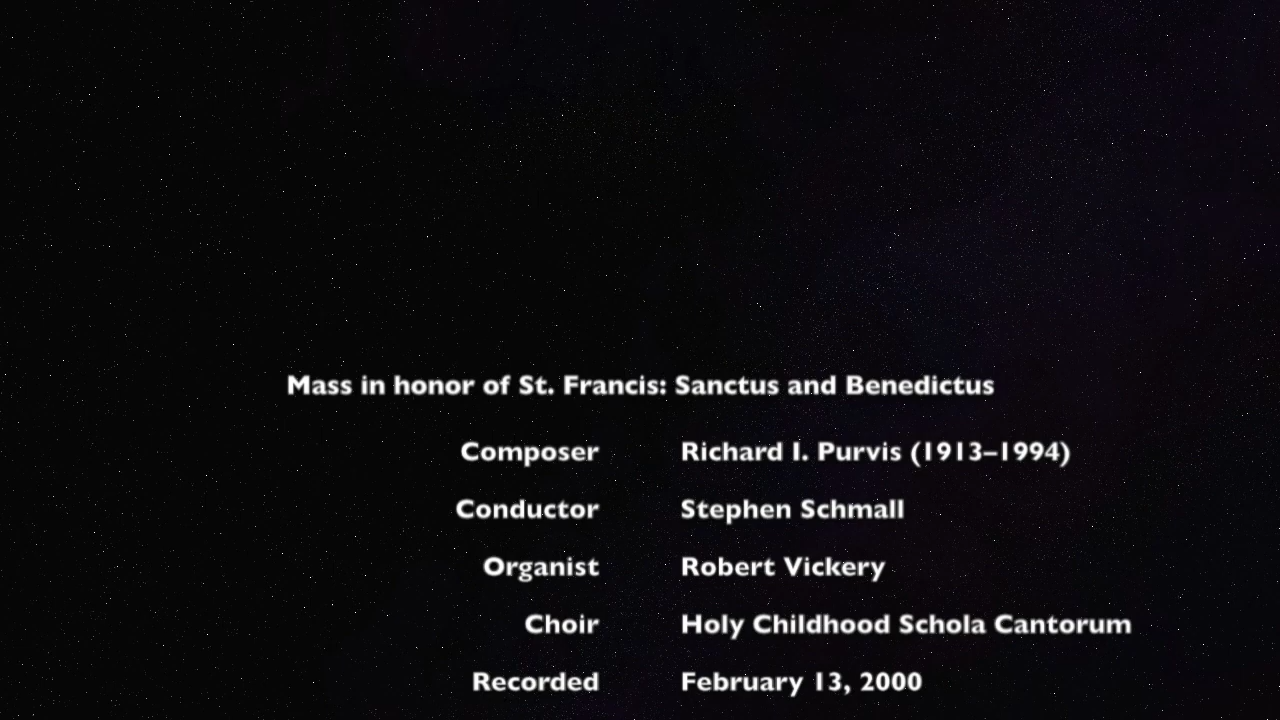 Mass in honor of St. Francis: Sanctus and Benedictus
Composer Richard I. Purvis (1913–1994)
Conductor Stephen Schmall
Organist Robert Vickery
Choir Holy Childhood Schola Cantorum
Recorded February 13, 2000